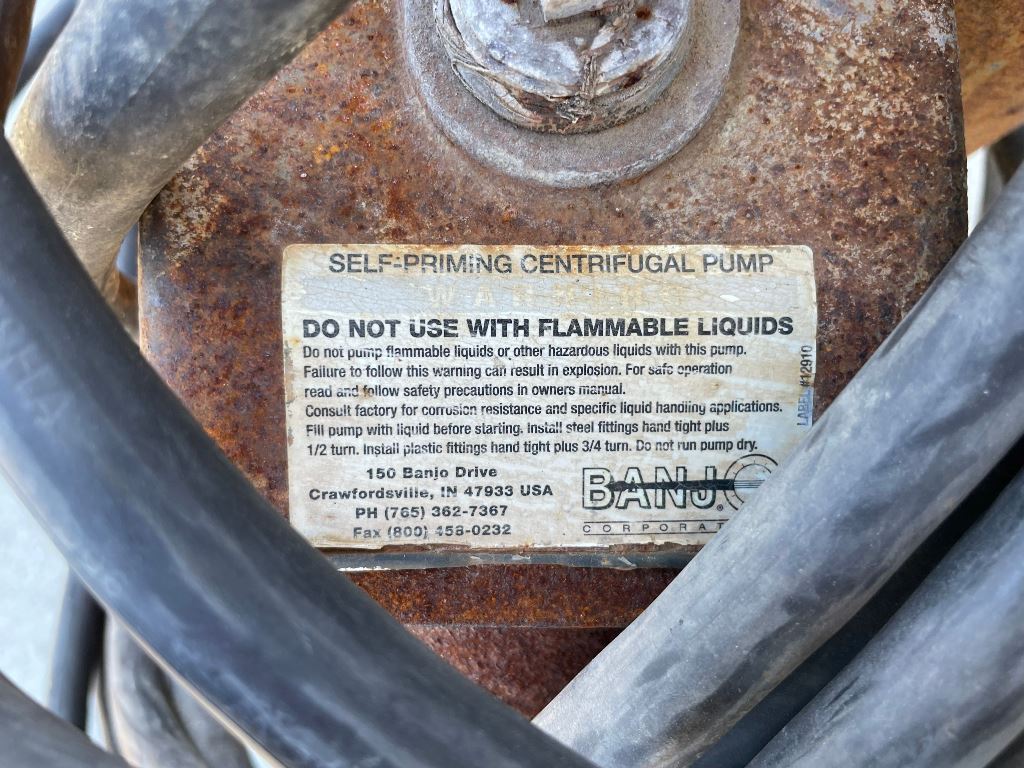 SELF-PRIMING CENTRIFUGAL PUMP
WARNING
DO NOT USE WITH FLAMMABLE LIQUIDS
Do not pump flammable liquids or other hazardous liquids with this pump.
Failure to follow this warning can result in explosion. For safe operation
read and follow safety precautions in owners manual.
Consult factory for corrosion resistance and specific liquid handling applications.
Fill pump with liquid before starting. Install steel fittings hand tight plus
1/2 turn. Install plastic fittings hand tight plus 3/4 turn. Do not run pump dry.
LABEL #12910
150 Banjo Drive
Crawfordsville, IN 47933 USA
PH (765) 362-7367
Fax (800) 458-0232
BANJO®
CORPORAT